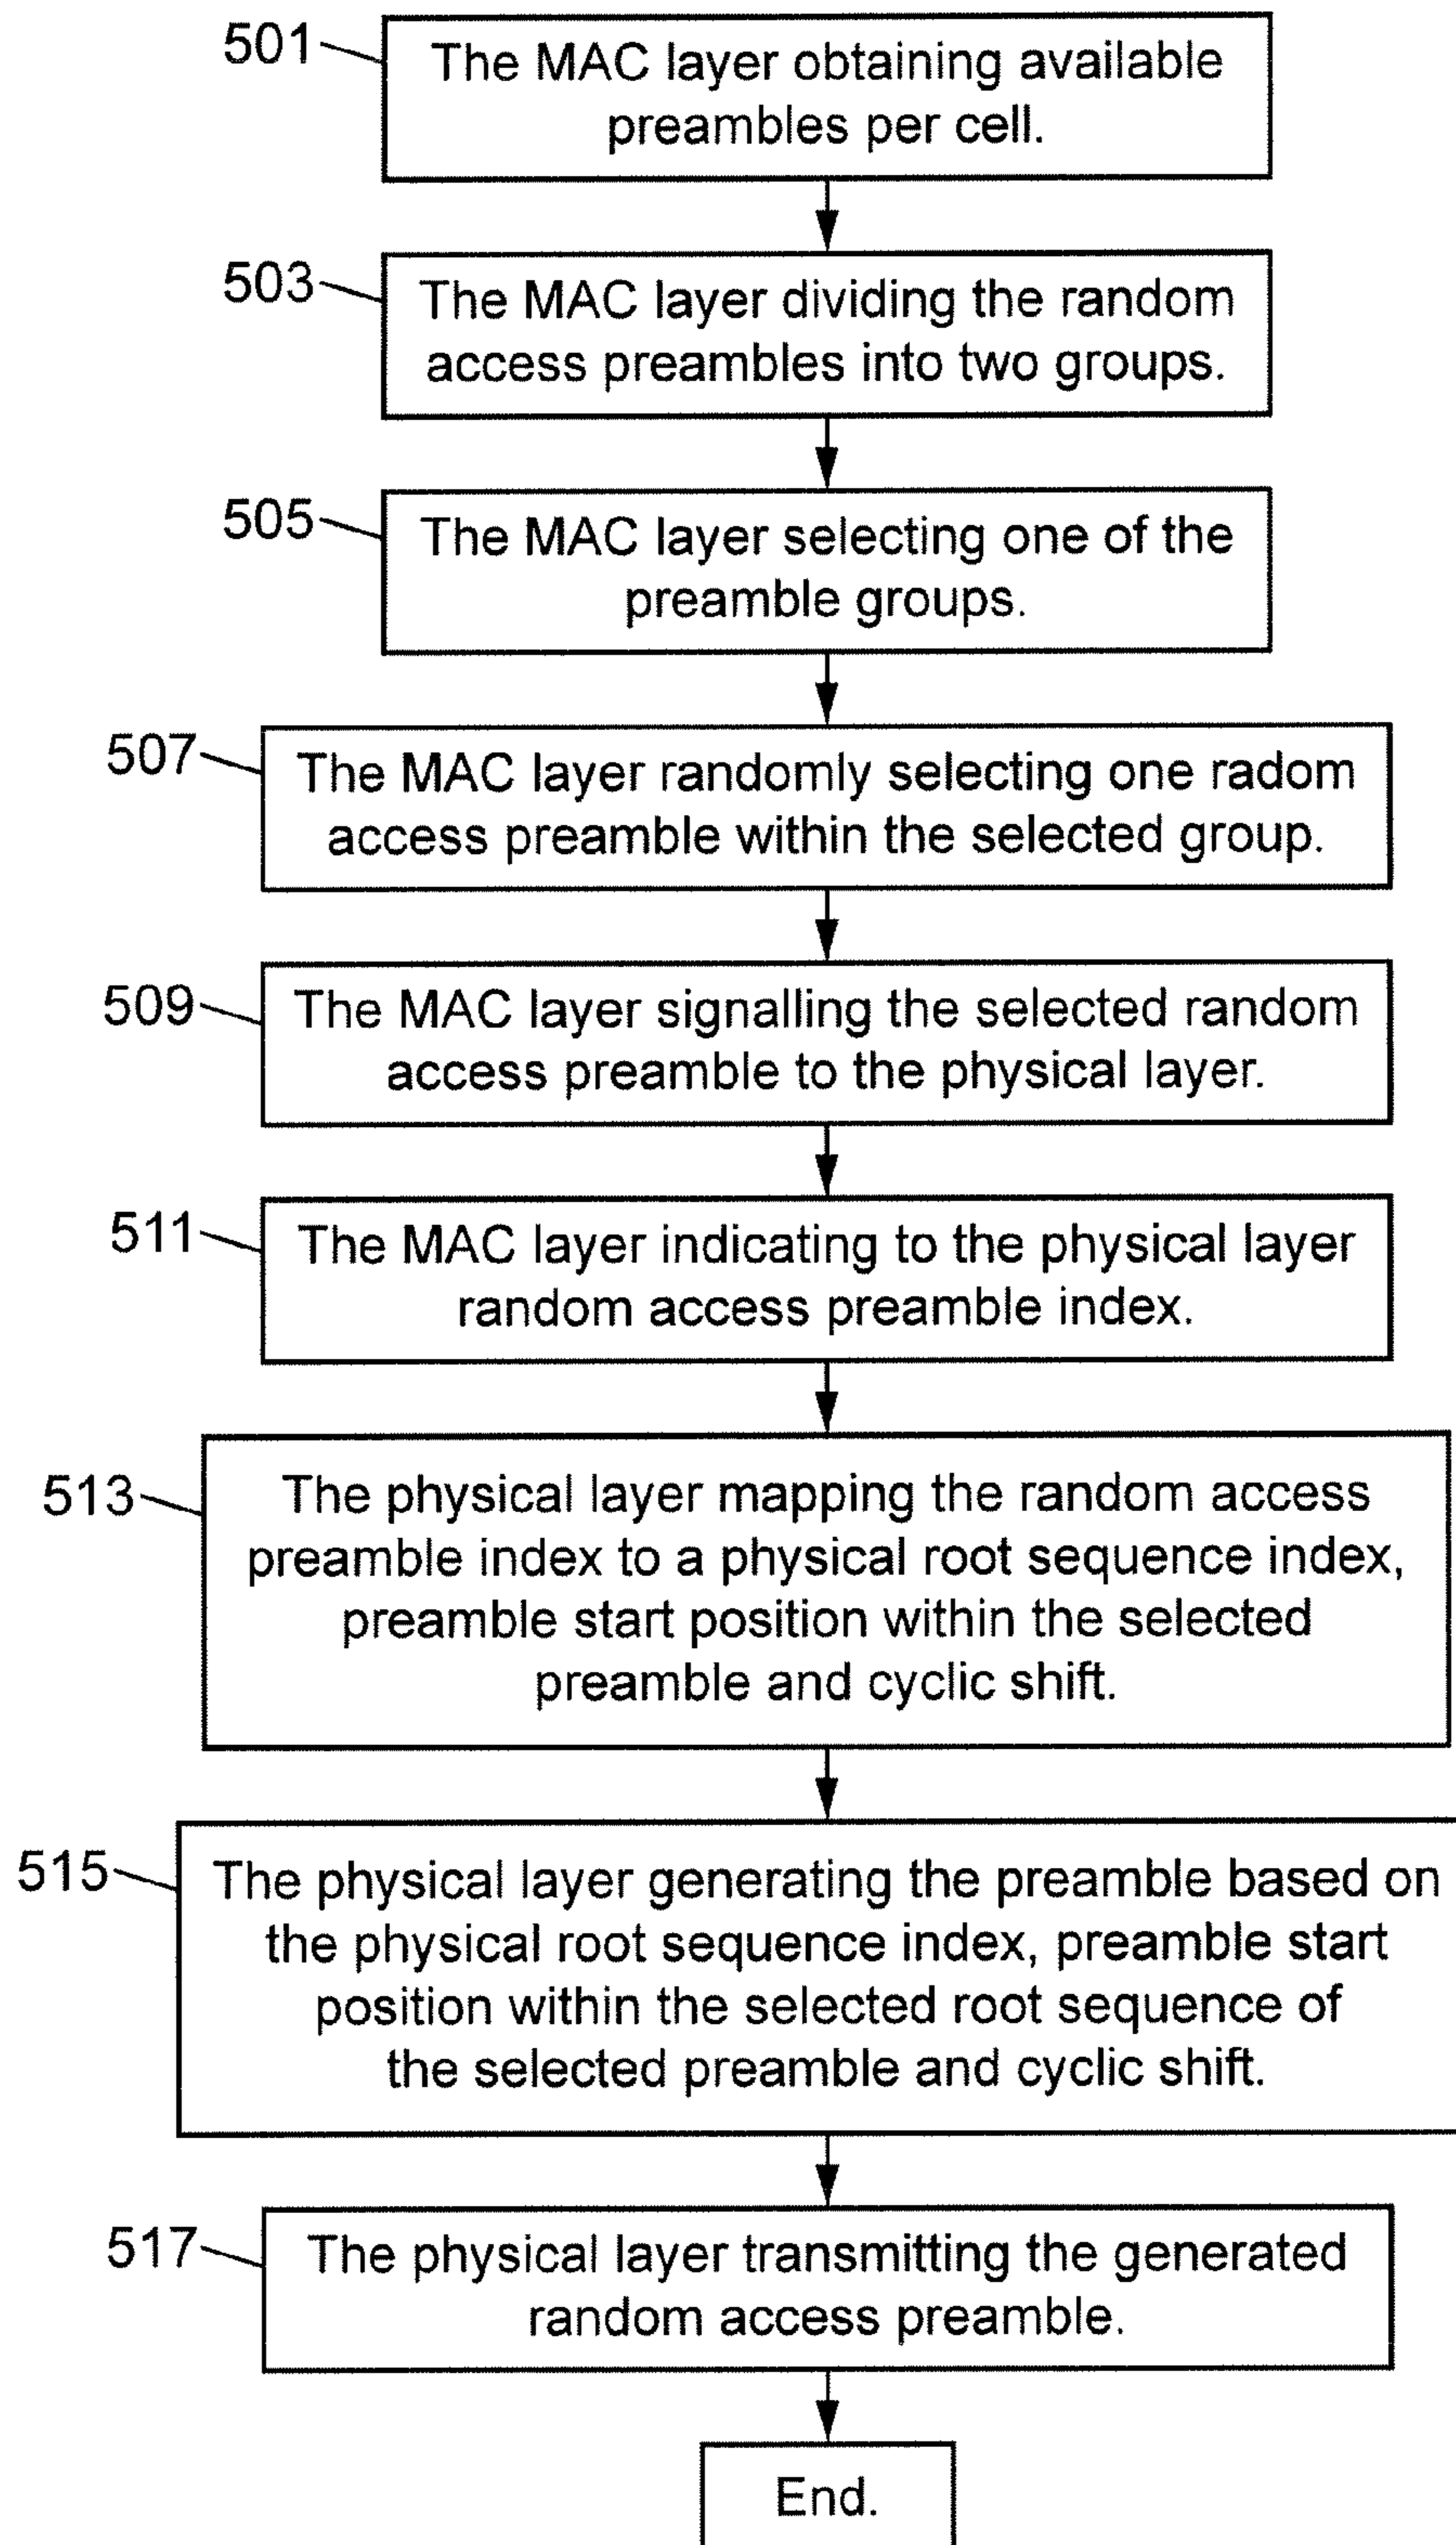 501
The MAC layer obtaining available
preambles per cell.
503
The MAC layer dividing the random
access preambles into two groups.
505
The MAC layer selecting one of the
preamble groups.
507
The MAC layer randomly selecting one radom
access preamble within the selected group.
509
The MAC layer signalling the selected random
access preamble to the physical layer.
511
The MAC layer indicating to the physical layer
random access preamble index.
513
The physical layer mapping the random access
preamble index to a physical root sequence index,
preamble start position within the selected
preamble and cyclic shift.
515
The physical layer generating the preamble based on
the physical root sequence index, preamble start
position within the selected root sequence of
the selected preamble and cyclic shift.
517
The physical layer transmitting the generated
random access preamble.
End.